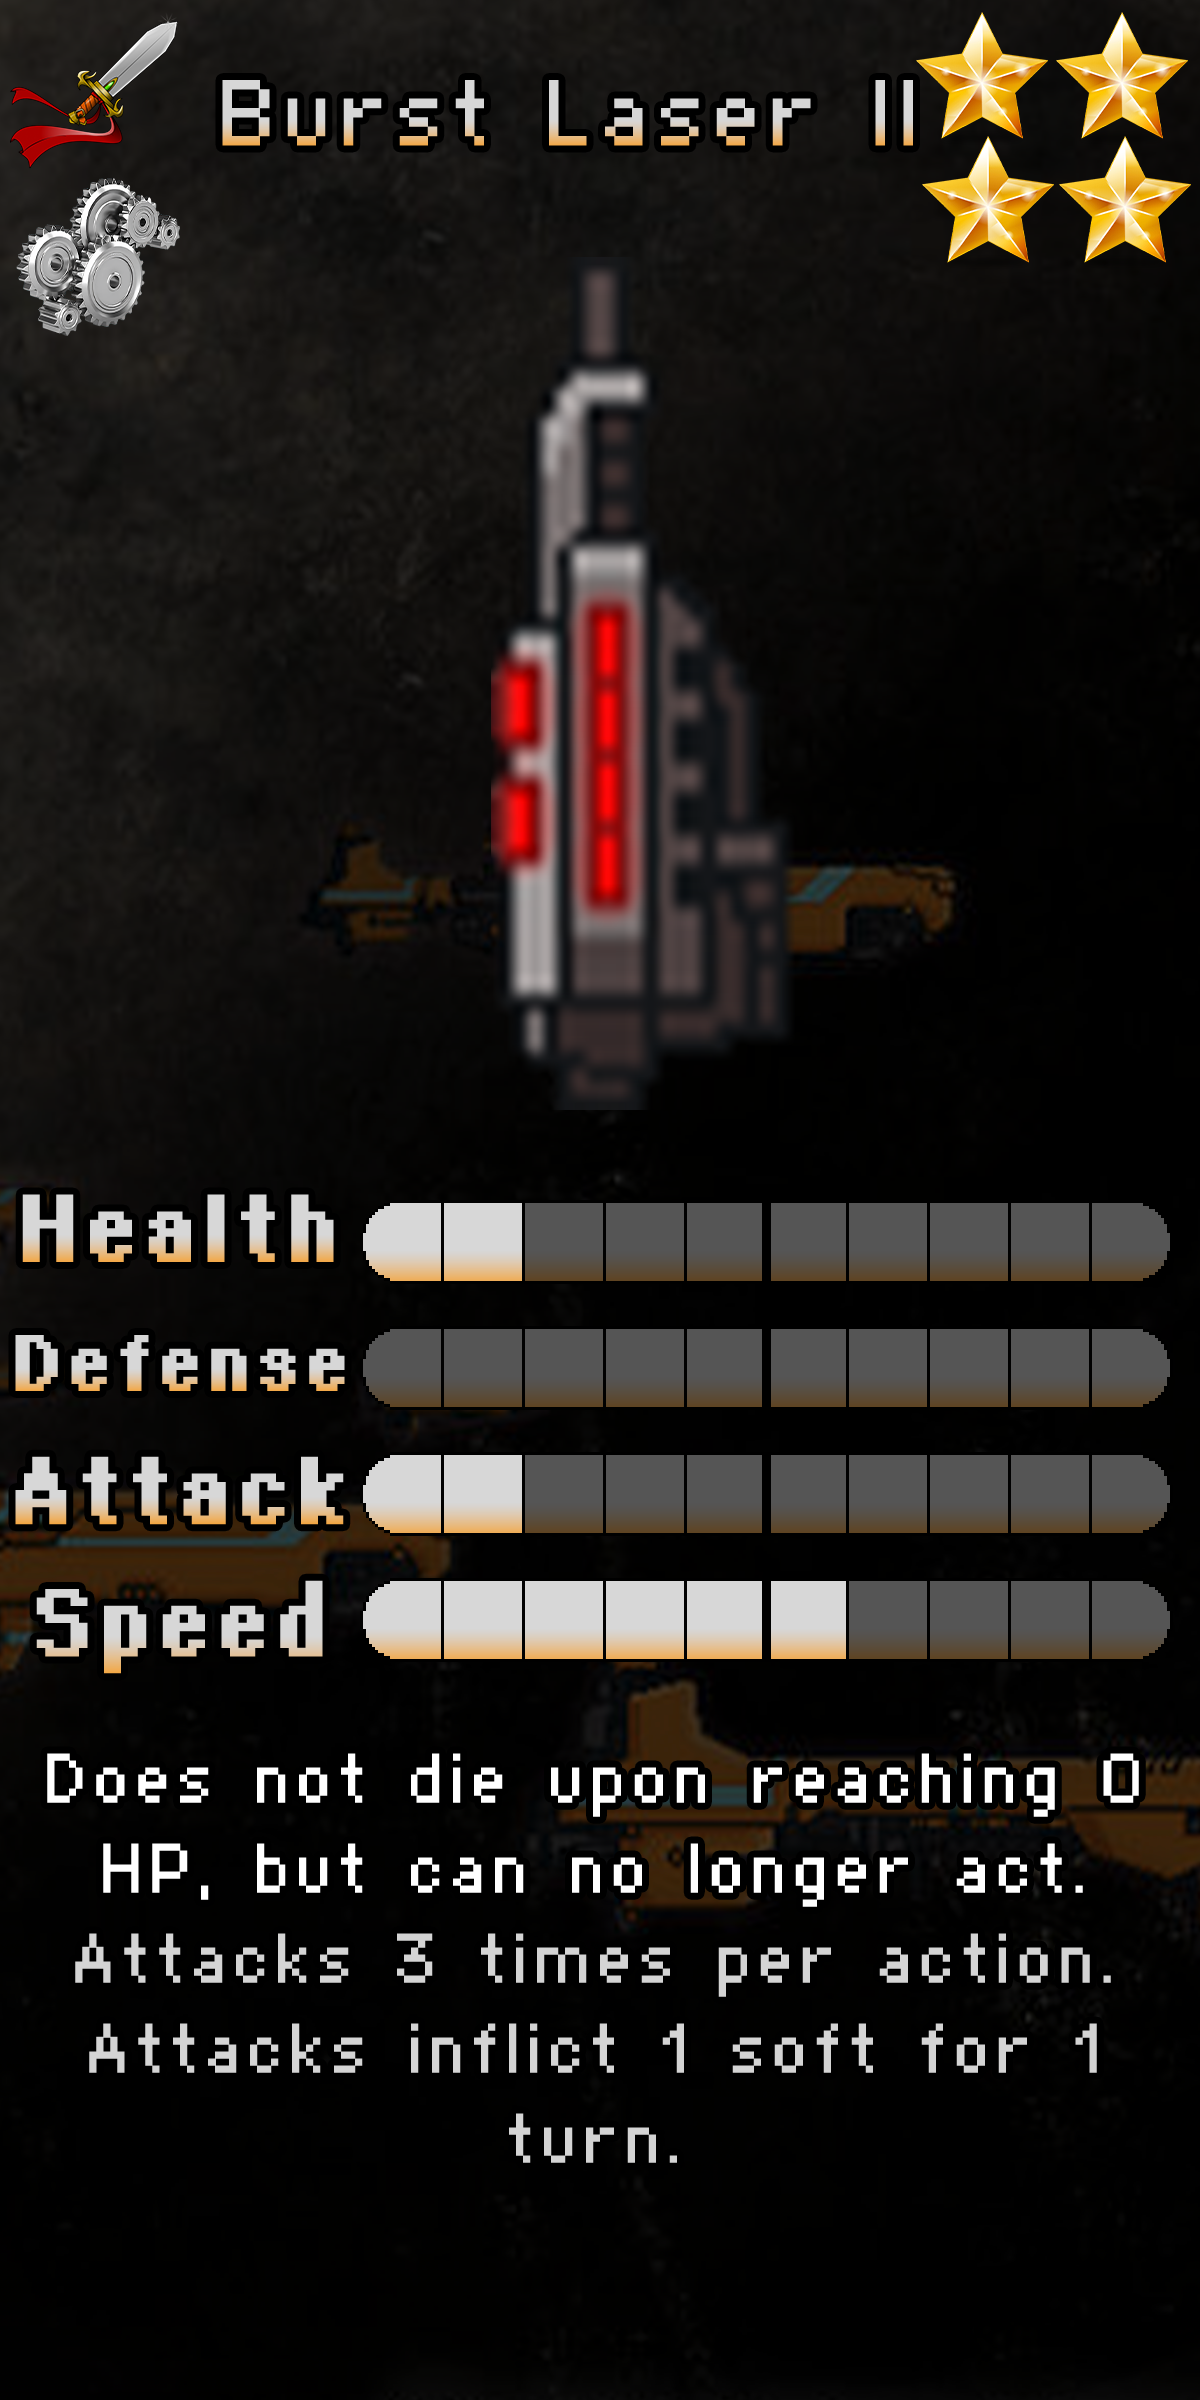 Burst Laser II
Health
Defense
Attack
Speed
Does not die upon reaching 0
HP, but can no longer act.
Attacks 3 times per action.
Attacks inflict 1 soft for 1
turn.